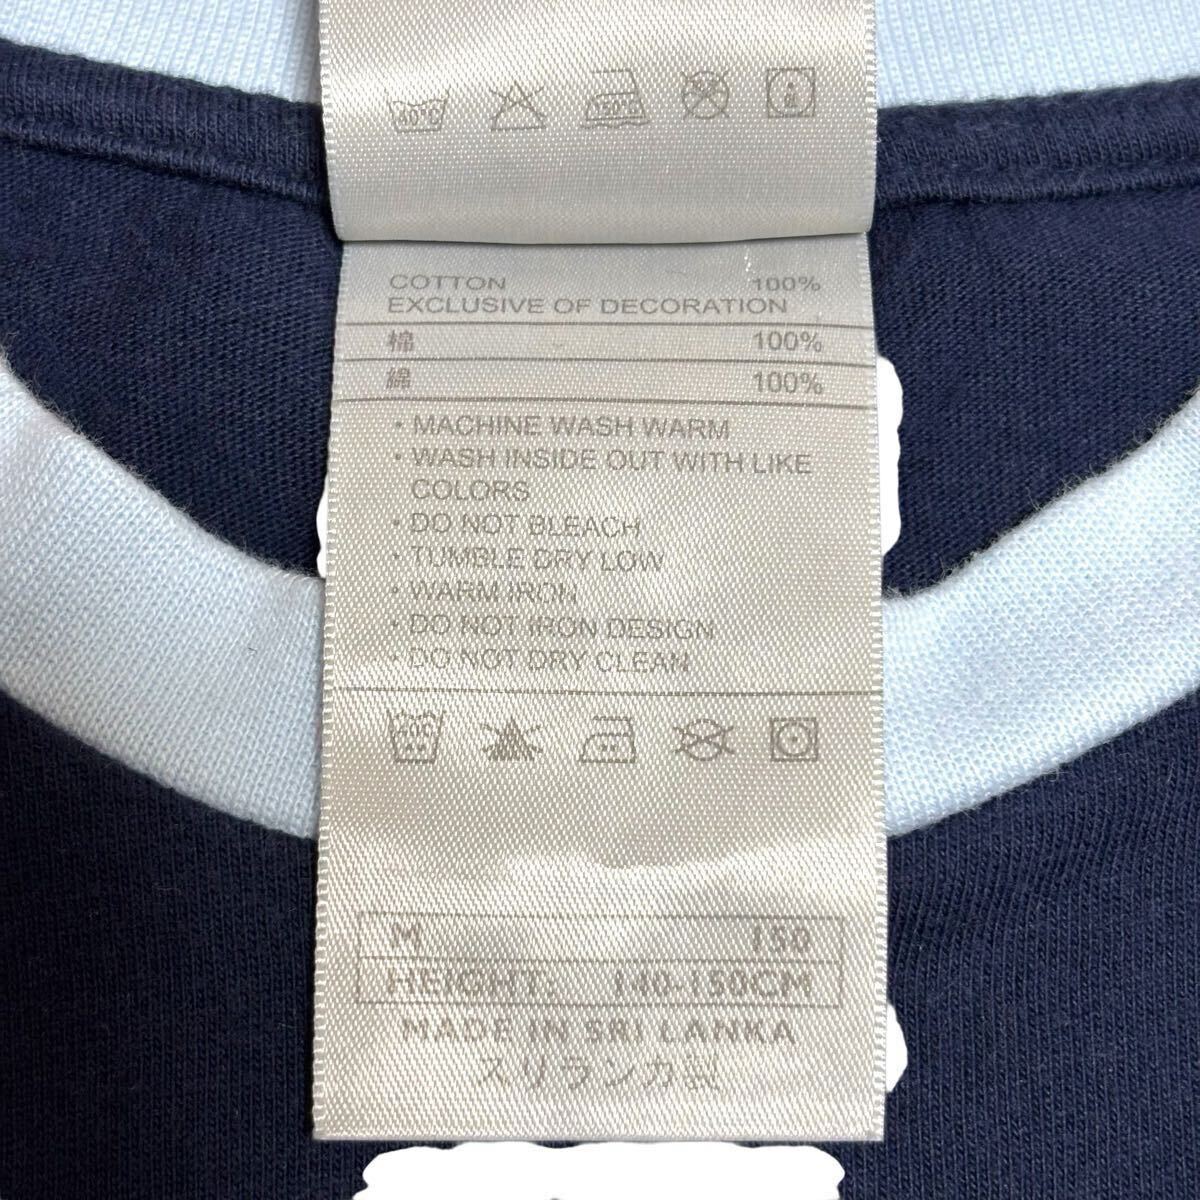 40°C
COTTON 100%
EXCLUSIVE OF DECORATION
棉 100%
綿 100%
・MACHINE WASH WARM
・WASH INSIDE OUT WITH LIKE
COLORS
・DO NOT BLEACH
・TUMBLE DRY LOW
・WARM IRON
・DO NOT IRON DESIGN
・DO NOT DRY CLEAN
M 150
HEIGHT: 140-150CM
MADE IN SRI LANKA
スリランカ製